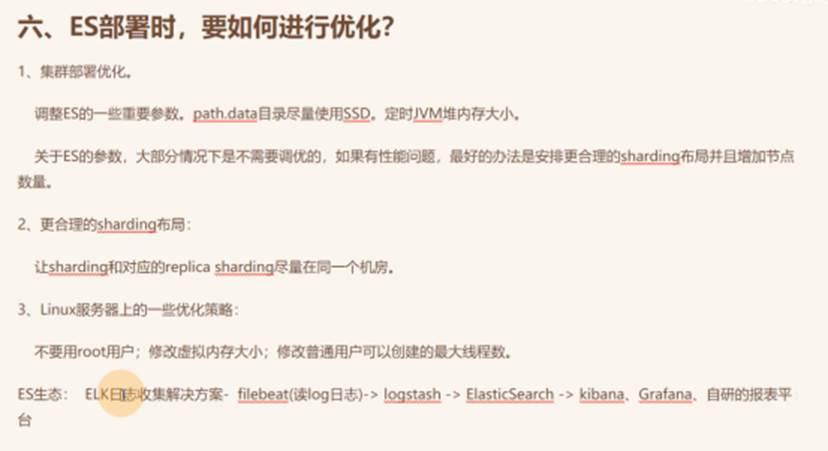 六、ES部署时，要如何进行优化？
1、集群部署优化。
调整ES的一些重要参数。path.data目录尽量使用SSD。定时JVM堆内存大小。
关于ES的参数，大部分情况下是不需要调优的，如果有性能问题，最好的办法是安排更合理的sharding布局并且增加节点
数量。
2、更合理的sharding布局：
让sharding和对应的replica sharding尽量在同一个机房。
3、Linux服务器上的一些优化策略：
不要用root用户；修改虚拟内存大小；修改普通用户可以创建的最大线程数。
ES生态： ELK日志收集解决方案- filebeat(读log日志)-> logstash -> ElasticSearch -> kibana、Grafana、自研的报表平
台